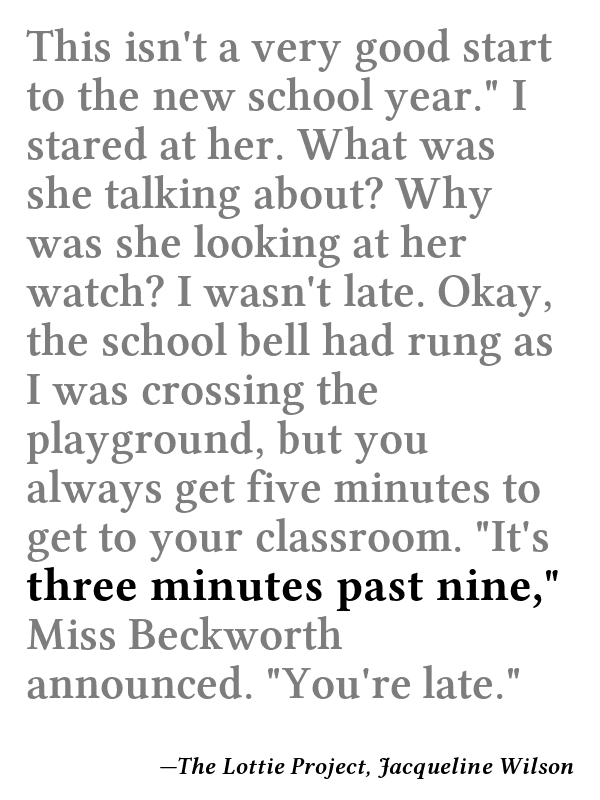 This isn't a very good start
to the new school year." I
stared at her. What was
she talking about? Why
was she looking at her
watch? I wasn't late. Okay,
the school bell had rung as
I was crossing the
playground, but you
always get five minutes to
get to your classroom. "It's
three minutes past nine,"
Miss Beckworth
announced. "You're late."
—The Lottie Project, Jacqueline Wilson